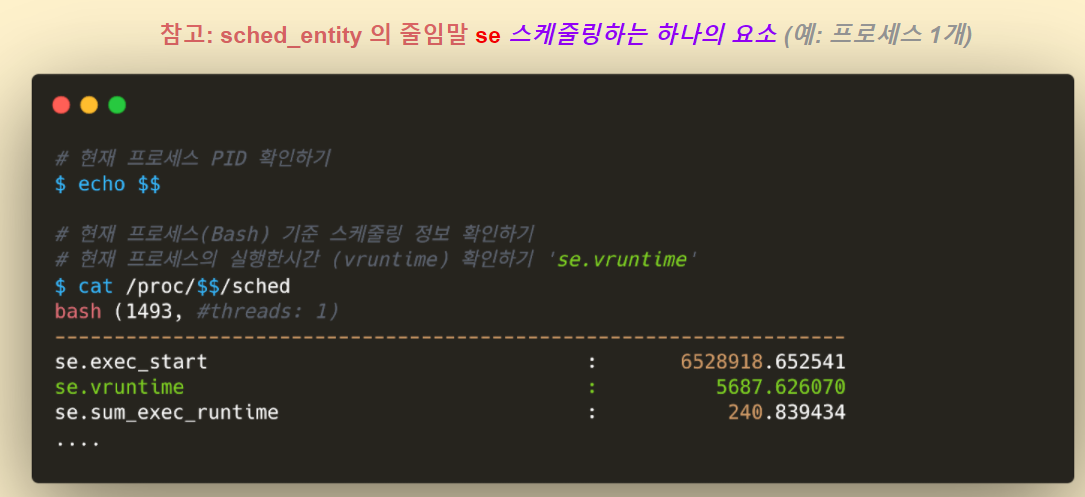 참고: sched_entity 의 줄임말 se 스케줄링하는 하나의 요소 (예: 프로세스 1개)
# 현재 프로세스 PID 확인하기
$ echo $$
# 현재 프로세스(Bash) 기준 스케줄링 정보 확인하기
# 현재 프로세스의 실행한시간 (vruntime) 확인하기 'se.vruntime'
$ cat /proc/$$/sched
bash (1493, #threads: 1)
-------------------------------------------------------------------
se.exec_start : 6528918.652541
se.vruntime : 5687.626070
se.sum_exec_runtime : 240.839434
....